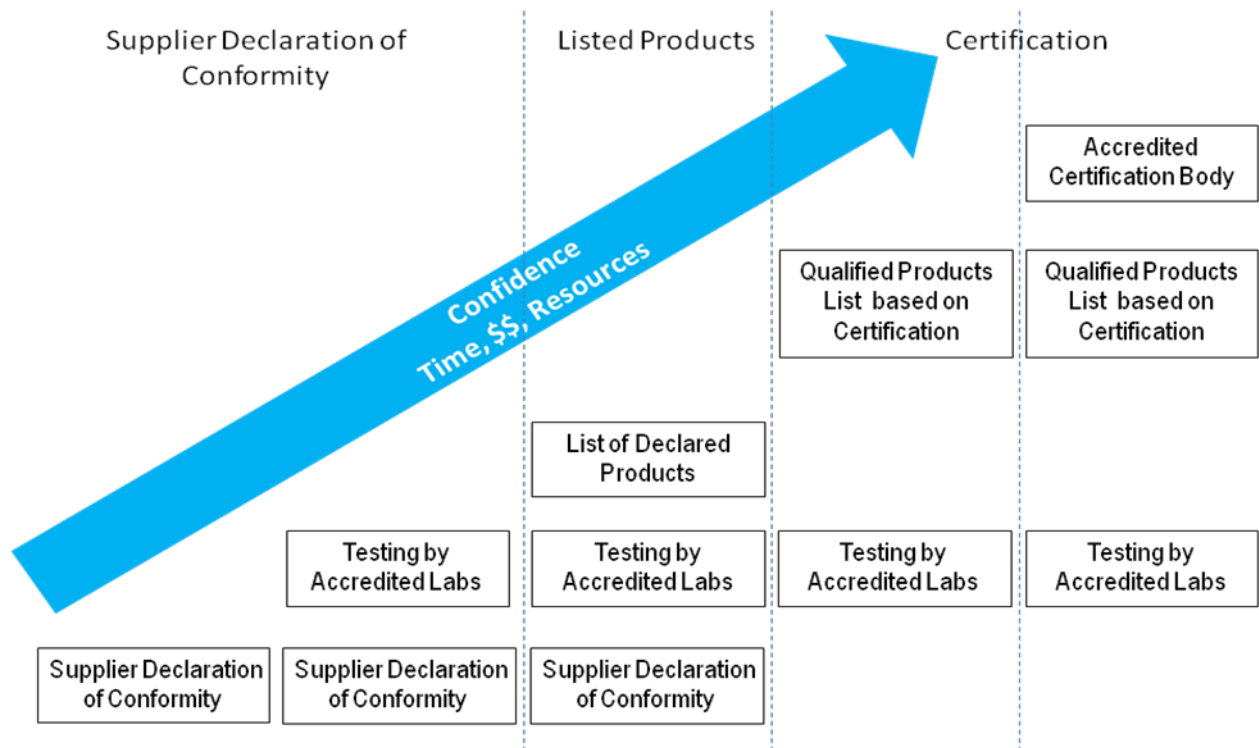 Supplier Declaration of
Conformity
Listed Products
Certification
Accredited
Certification Body
Confidence
Time, $$, Resources
Qualified Products
List based on
Certification
Qualified Products
List based on
Certification
List of Declared
Products
Testing by
Accredited Labs
Testing by
Accredited Labs
Testing by
Accredited Labs
Testing by
Accredited Labs
Supplier Declaration
of Conformity
Supplier Declaration
of Conformity
Supplier Declaration
of Conformity